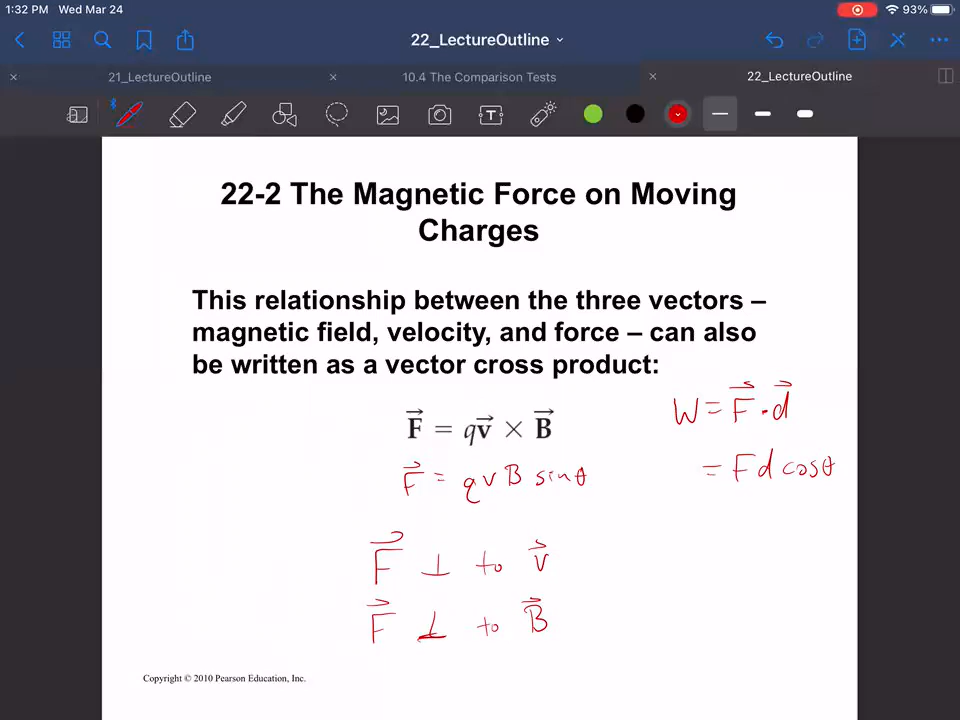 1:32 PM Wed Mar 24
93%
22_LectureOutline
21_LectureOutline
10.4 The Comparison Tests
22_LectureOutline
T
22-2 The Magnetic Force on Moving
Charges
This relationship between the three vectors –
magnetic field, velocity, and force – can also
be written as a vector cross product:
F⃗ = qv⃗ × B⃗
W = F⃗ · d⃗
F⃗ = q v B sinθ
= F d cosθ
F⃗ ⊥ to v⃗
F⃗ ⊥ to B⃗
Copyright © 2010 Pearson Education, Inc.